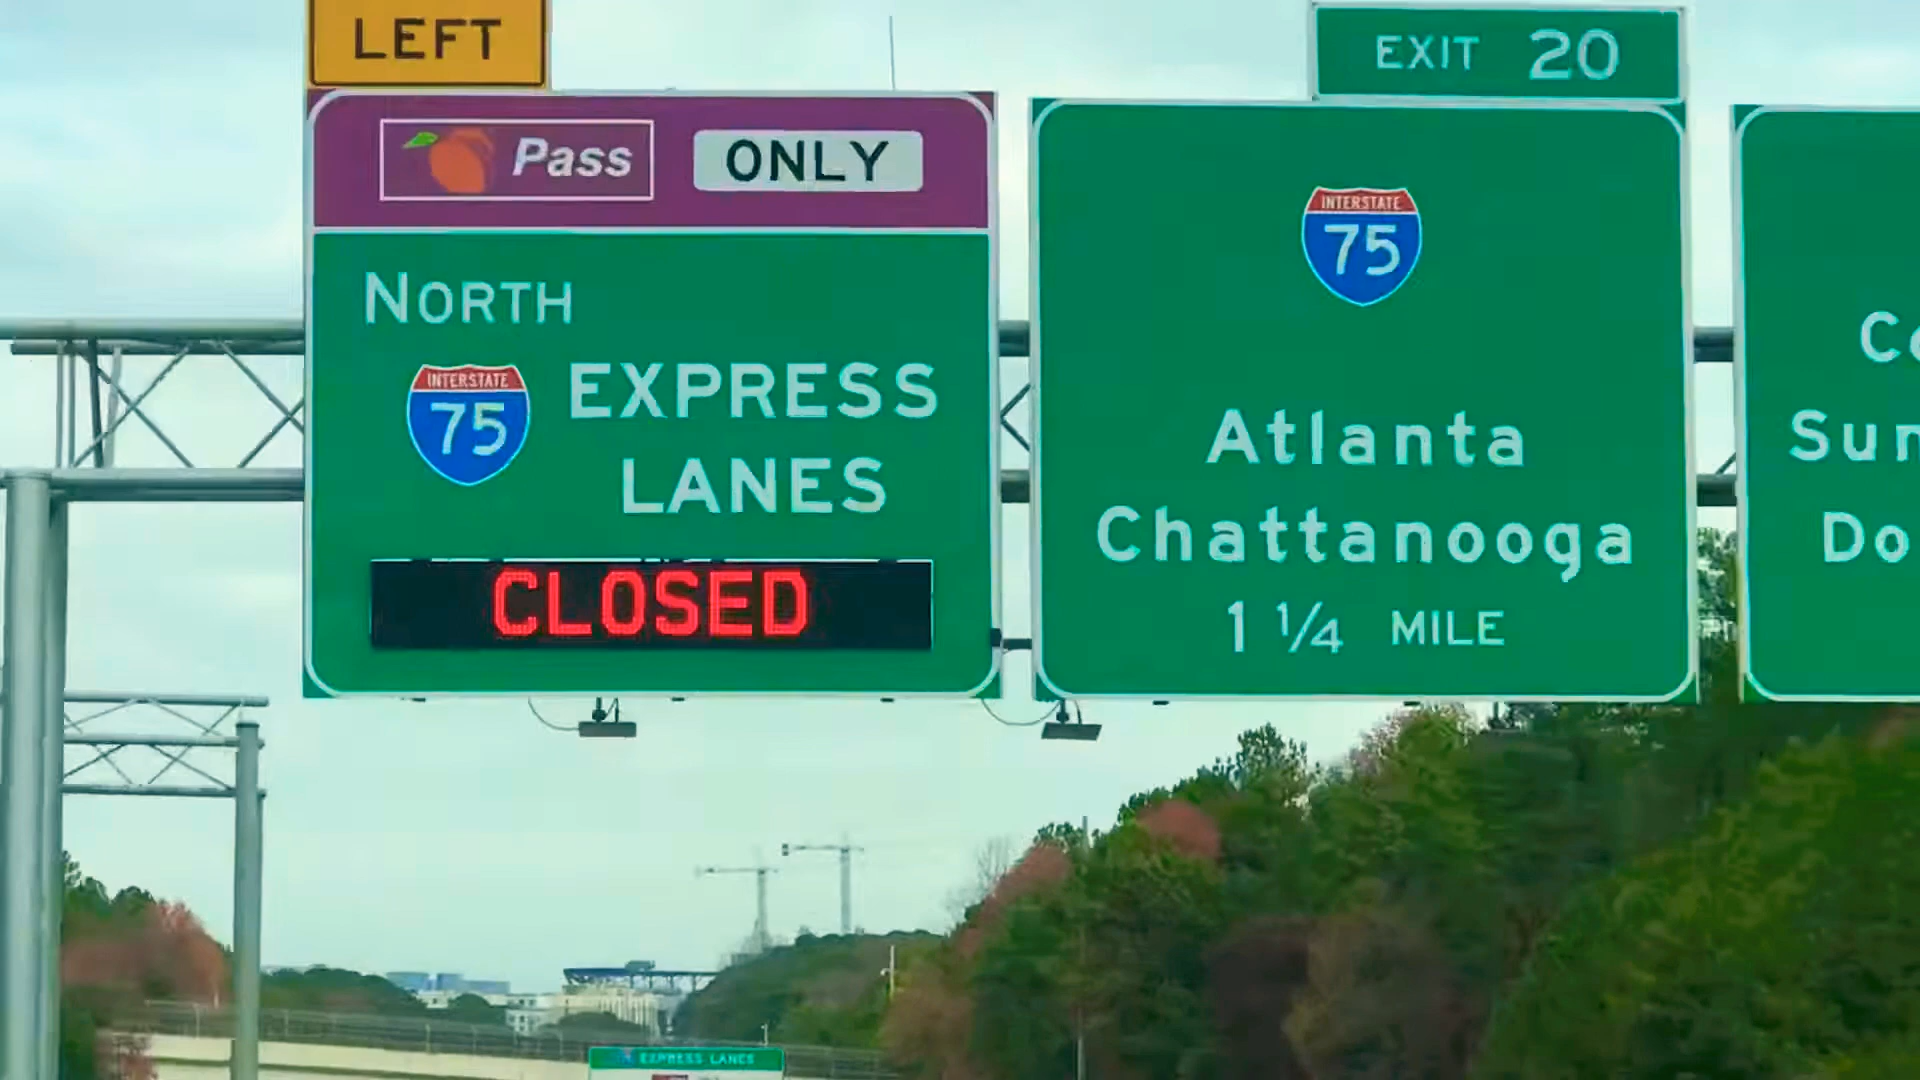 LEFT
Pass ONLY
NORTH
INTERSTATE
75
EXPRESS
LANES
CLOSED
EXIT 20
INTERSTATE
75
Atlanta
Chattanooga
1 1/4 MILE
EXPRESS LANES